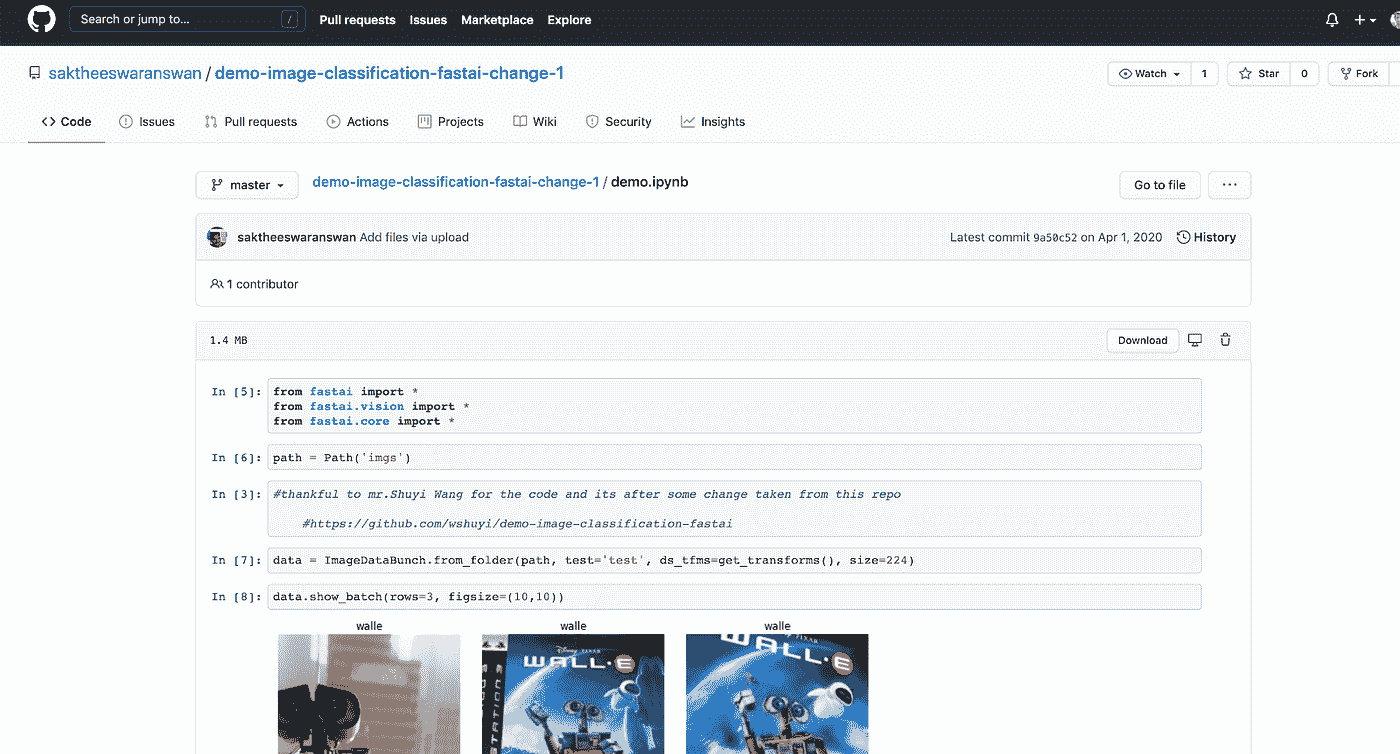 Search or jump to... /
Pull requests Issues Marketplace Explore
saktheeswaranswan / demo-image-classification-fastai-change-1
Watch 1 Star 0 Fork
Code Issues Pull requests Actions Projects Wiki Security Insights
master demo-image-classification-fastai-change-1 / demo.ipynb Go to file ...
saktheeswaranswan Add files via upload Latest commit 9a50c52 on Apr 1, 2020 History
1 contributor
1.4 MB Download
In [5]: from fastai import *
from fastai.vision import *
from fastai.core import *
In [6]: path = Path('imgs')
In [3]: #thankful to mr.Shuyi Wang for the code and its after some change taken from this repo
#https://github.com/wshuyi/demo-image-classification-fastai
In [7]: data = ImageDataBunch.from_folder(path, test='test', ds_tfms=get_transforms(), size=224)
In [8]: data.show_batch(rows=3, figsize=(10,10))
walle walle walle
Disney PIXAR
WALL·E
PIXAR
WALL·E